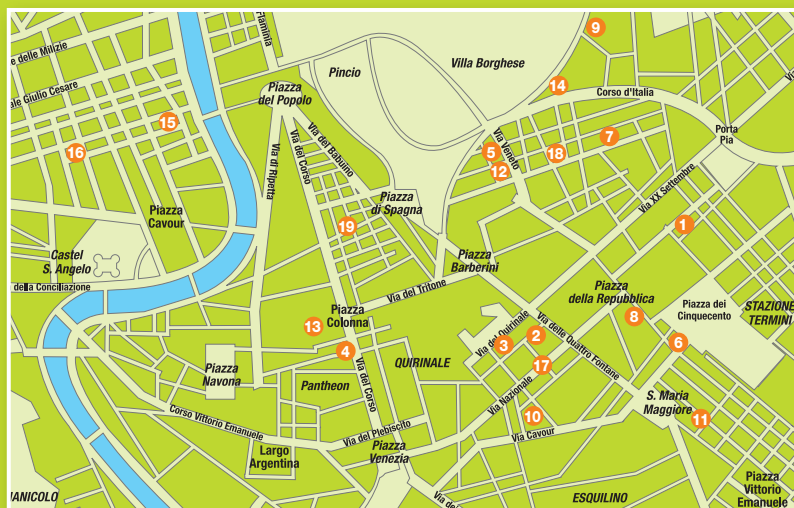 Flaminia
e delle Milizie
ale Giulio Cesare
9
Pincio
Villa Borghese
Piazza
del Popolo
14
Corso d'Italia
15
16
Via del Babuino
Via del Corso
Via di Ripetta
Via Veneto
5
12
18
7
Porta
Pia
Via XX Settembre
Piazza
Cavour
Piazza
di Spagna
19
1
Castel
S. Angelo
della Conciliazione
Piazza
Barberini
Via del Tritone
Piazza
della Repubblica
Piazza dei
Cinquecento
STAZIONE
TERMINI
Piazza
Colonna
13
4
Via del Quirinale
3
2
Via delle Quattro Fontane
8
6
17
Piazza
Navona
Pantheon
Via del Corso
QUIRINALE
Via Nazionale
10
S. Maria
Maggiore
11
Corso Vittorio Emanuele
Via del Plebiscito
Via Cavour
Largo
Argentina
Piazza
Venezia
IANICOLO
Via de
ESQUILINO
Piazza
Vittorio
Emanuele